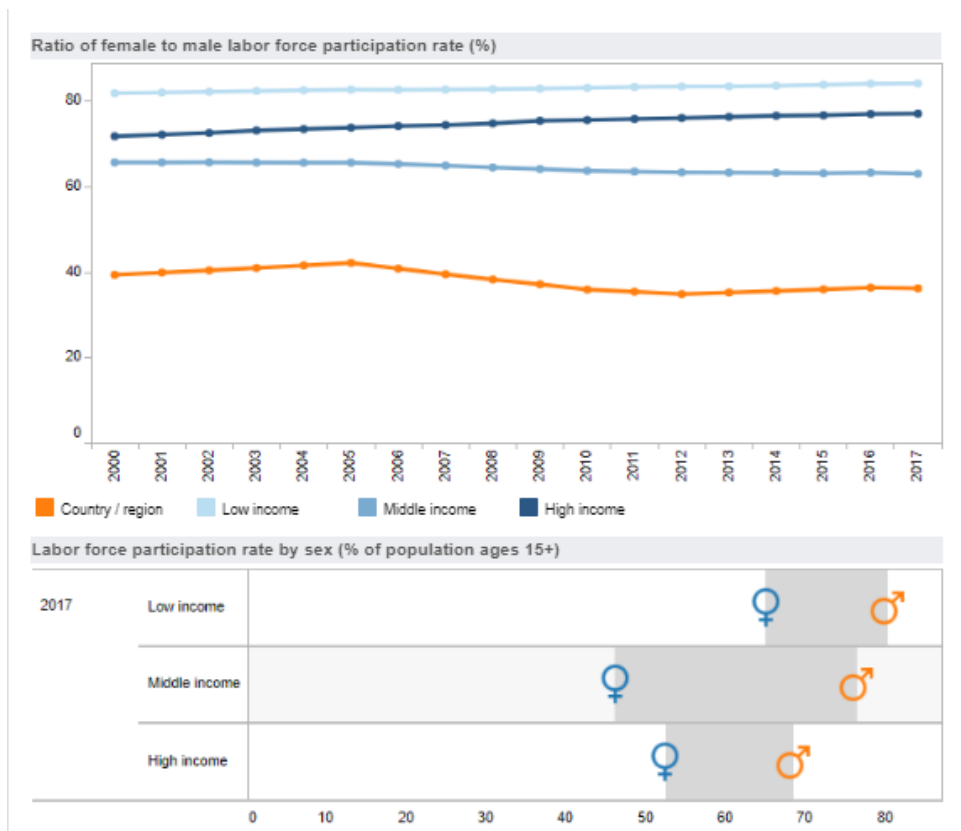 Ratio of female to male labor force participation rate (%)
80
60
40
20
0
2000 2001 2002 2003 2004 2005 2006 2007 2008 2009 2010 2011 2012 2013 2014 2015 2016 2017
Country / region Low income Middle income High income
Labor force participation rate by sex (% of population ages 15+)
2017 Low income
Middle income
High income
0 10 20 30 40 50 60 70 80